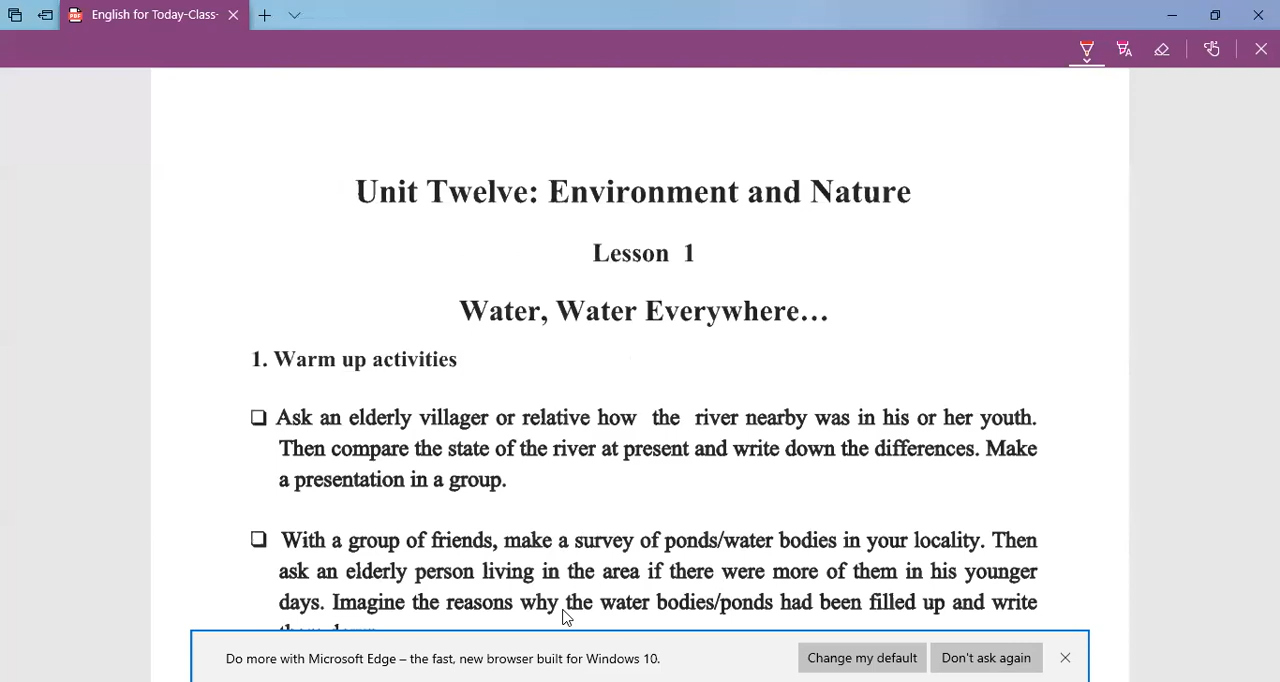 English for Today-Class-
Unit Twelve: Environment and Nature
Lesson 1
Water, Water Everywhere...
1. Warm up activities
❑ Ask an elderly villager or relative how the river nearby was in his or her youth.
Then compare the state of the river at present and write down the differences. Make
a presentation in a group.
❑ With a group of friends, make a survey of ponds/water bodies in your locality. Then
ask an elderly person living in the area if there were more of them in his younger
days. Imagine the reasons why the water bodies/ponds had been filled up and write
Do more with Microsoft Edge – the fast, new browser built for Windows 10.
Change my default
Don't ask again